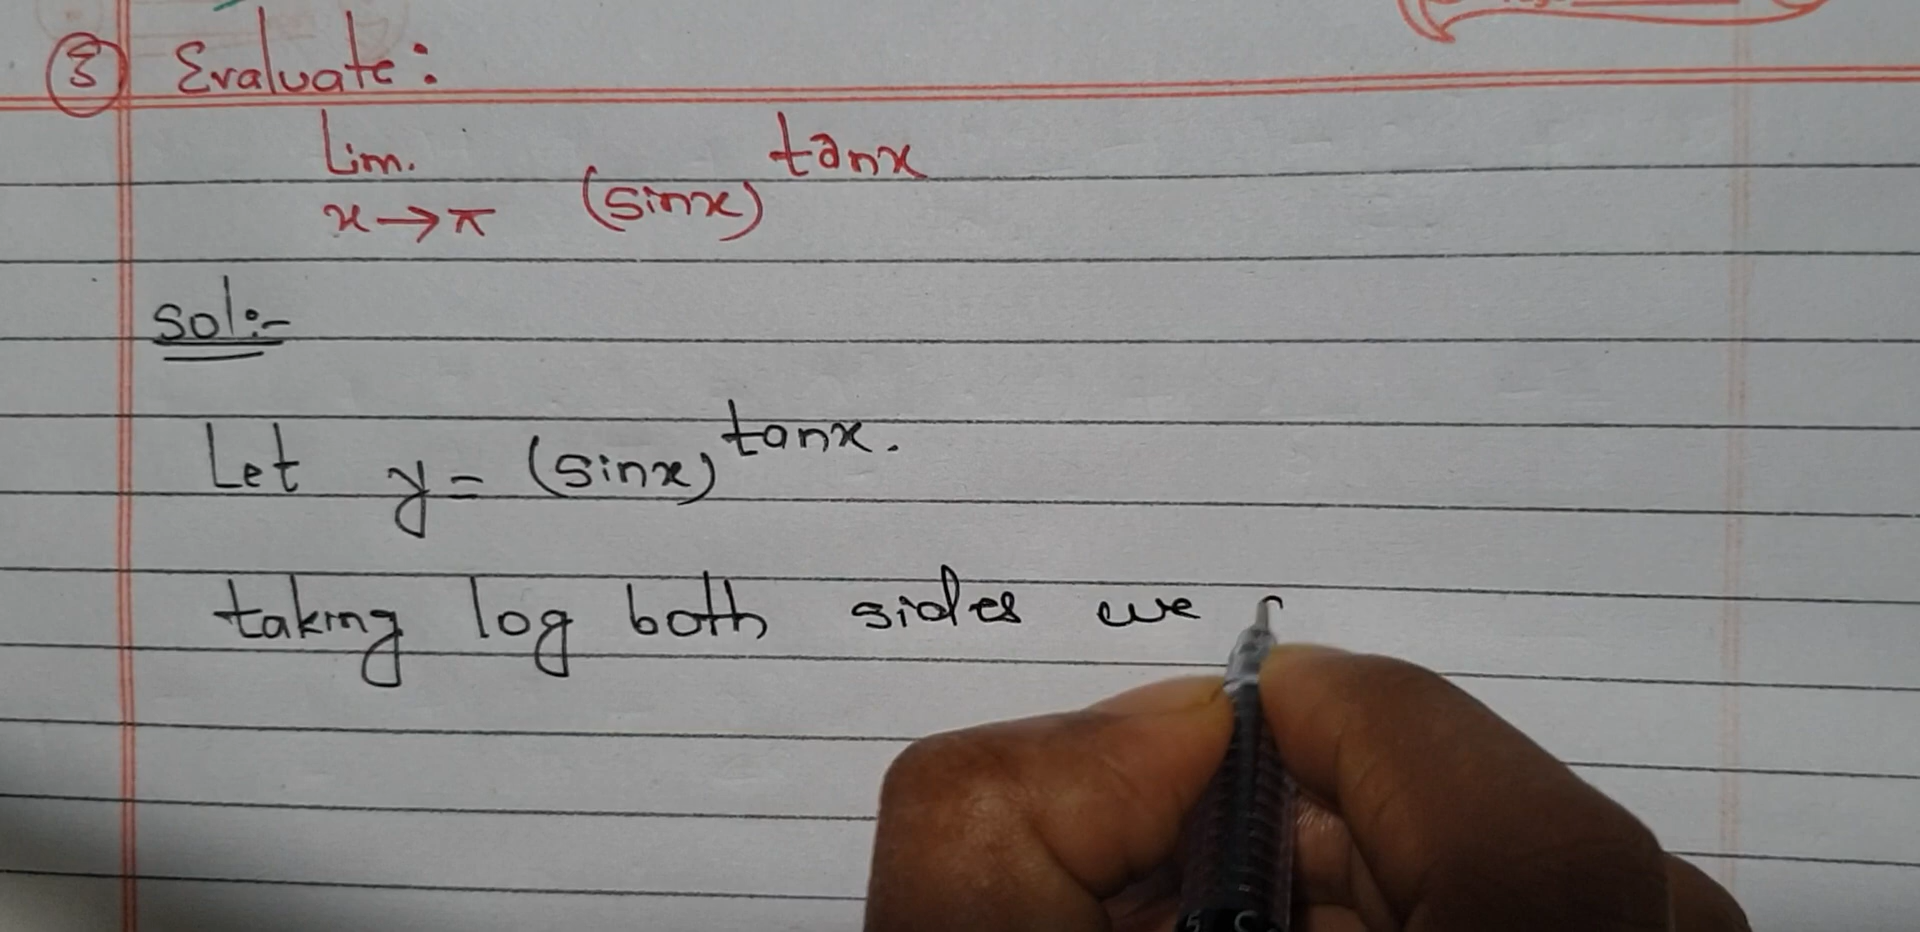 ③ Evaluate:
Lim. x→π (sinx)^tanx
Sol:-
Let y = (sinx)^tanx.
taking log both sides we